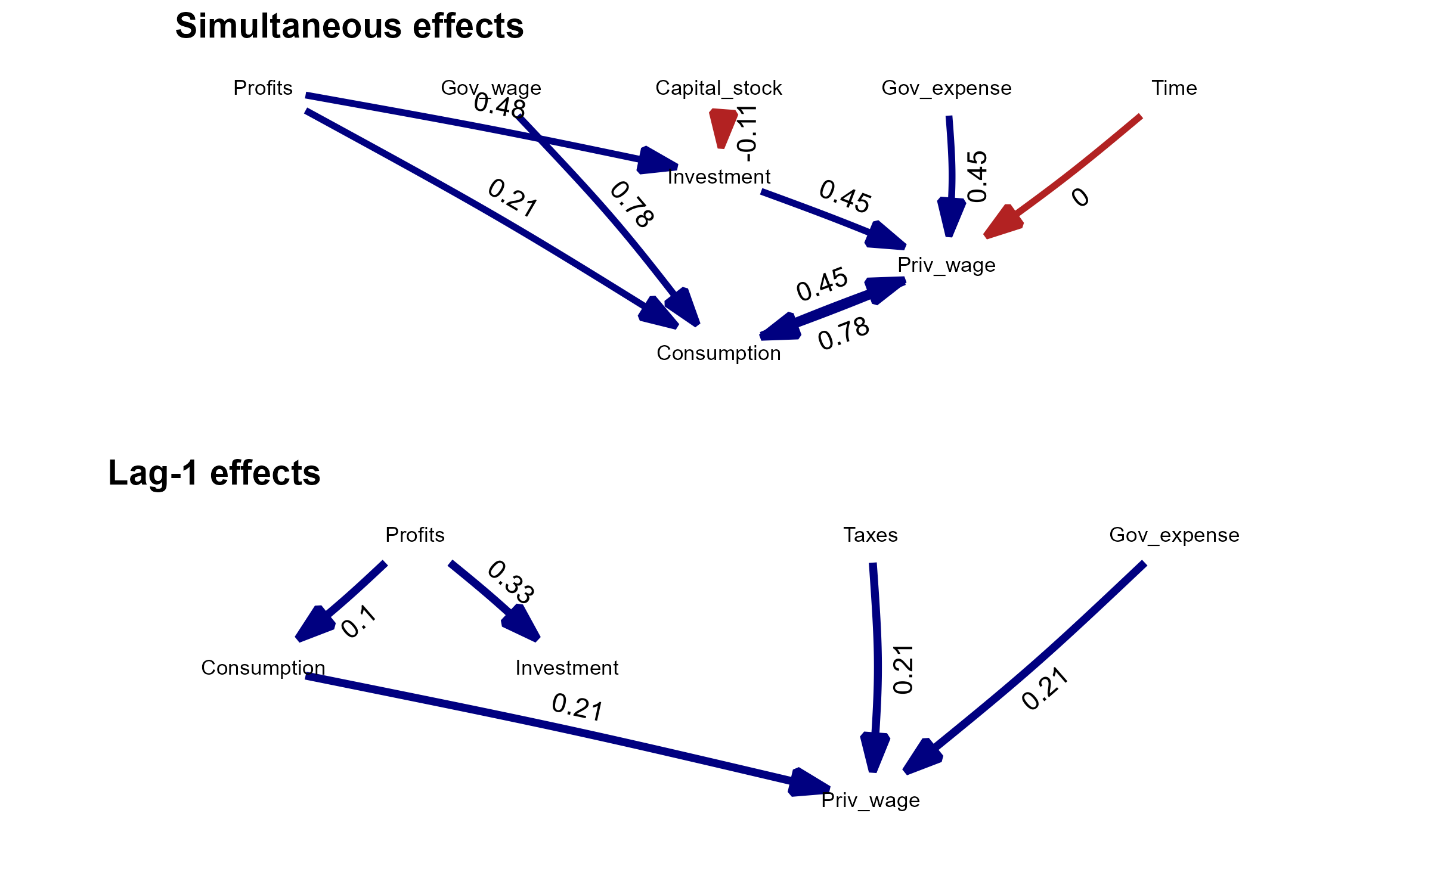 Simultaneous effects
Profits
Gov_wage
Capital_stock
Gov_expense
Time
0.48
-0.11
Investment
0.21
0.78
0.45
0.45
0
Priv_wage
0.45
0.78
Consumption
Lag-1 effects
Profits
Taxes
Gov_expense
0.1
0.33
Consumption
Investment
0.21
0.21
0.21
Priv_wage